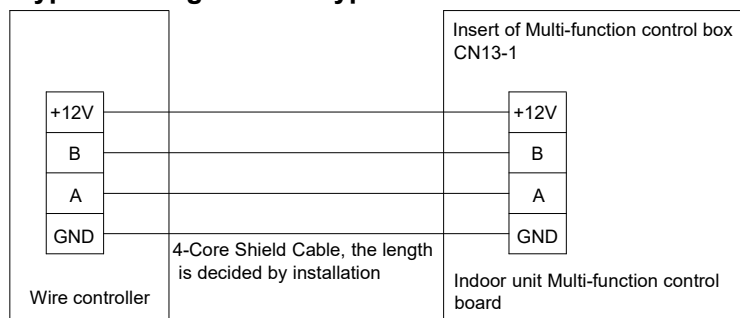 Insert of Multi-function control box
CN13-1
+12V
B
A
GND
+12V
B
A
GND
4-Core Shield Cable, the length
is decided by installation
Wire controller
Indoor unit Multi-function control
board